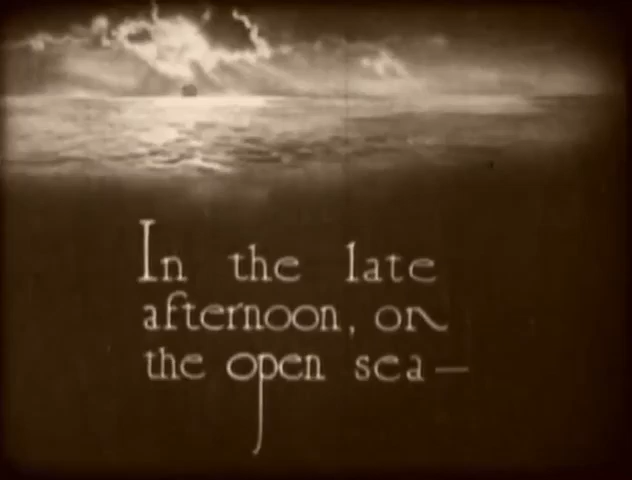 In the late
afternoon, on
the open sea—